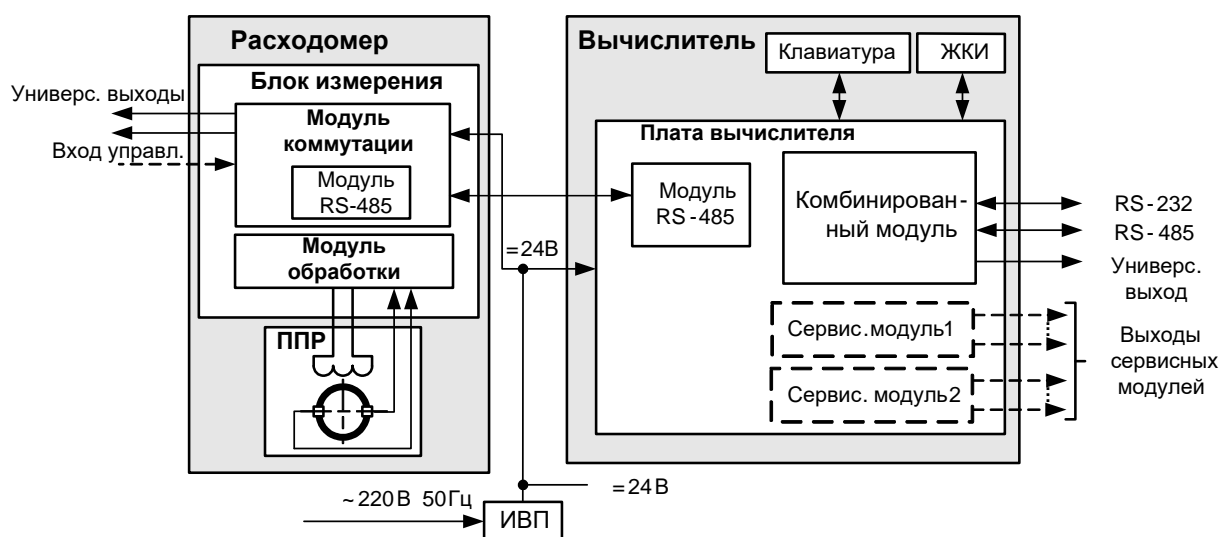 Расходомер
Блок измерения
Универс. выходы
Вход управл.
Модуль
коммутации
Модуль
RS-485
Модуль
обработки
ППР
=24В
Вычислитель
Клавиатура
ЖКИ
Плата вычислителя
Модуль
RS-485
Комбинирован-
ный модуль
RS-232
RS-485
Универс.
выход
Сервис.модуль1
Сервис. модуль2
Выходы
сервисных
модулей
~220В 50Гц
ИВП
=24В